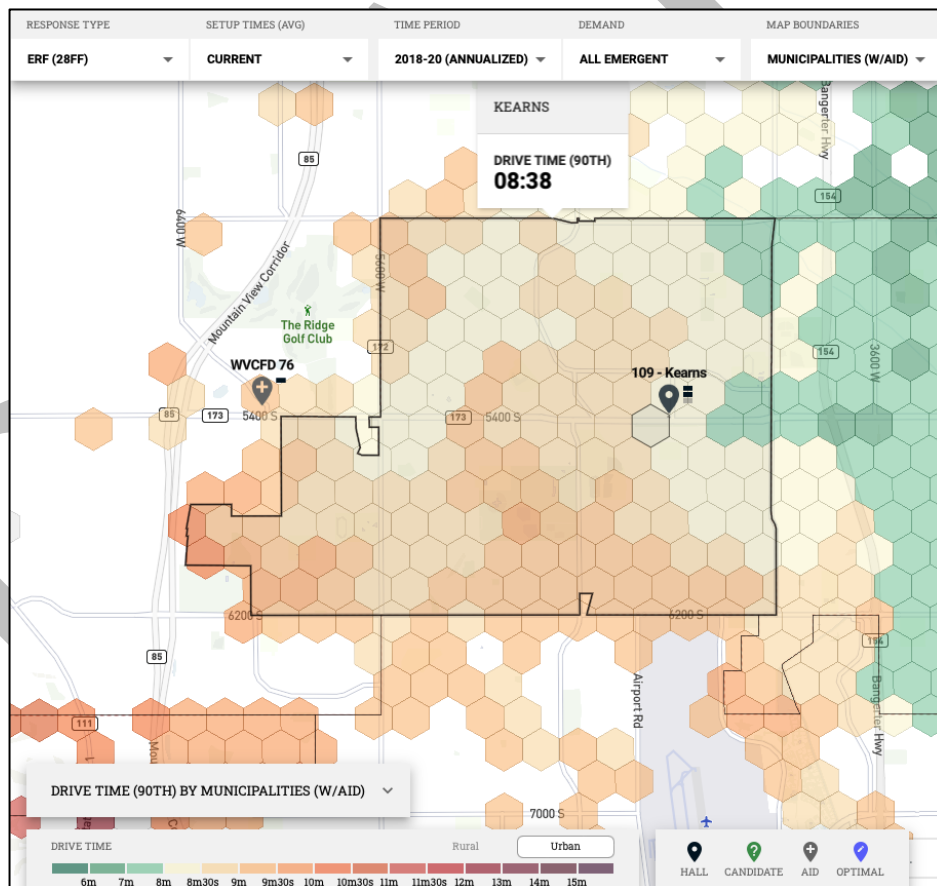 RESPONSE TYPE
SETUP TIMES (AVG)
TIME PERIOD
DEMAND
MAP BOUNDARIES
ERF (28FF)
CURRENT
2018-20 (ANNUALIZED)
ALL EMERGENT
MUNICIPALITIES (W/AID)
KEARNS
DRIVE TIME (90TH)
08:38
Bangerter Hwy
85
154
6400 W
5600 W
Mountain View Corridor
The Ridge
Golf Club
172
154
3600 W
WVCFD 76
109 - Kearns
85
173
5400 S
173
5400 S
6200 S
6200 S
154
85
Airport Rd
Bangerter Hwy
111
7000 S
DRIVE TIME (90TH) BY MUNICIPALITIES (W/AID)
DRIVE TIME
Rural
Urban
6m 7m 8m 8m30s 9m 9m30s 10m 10m30s 11m 11m30s 12m 13m 14m 15m
HALL CANDIDATE AID OPTIMAL